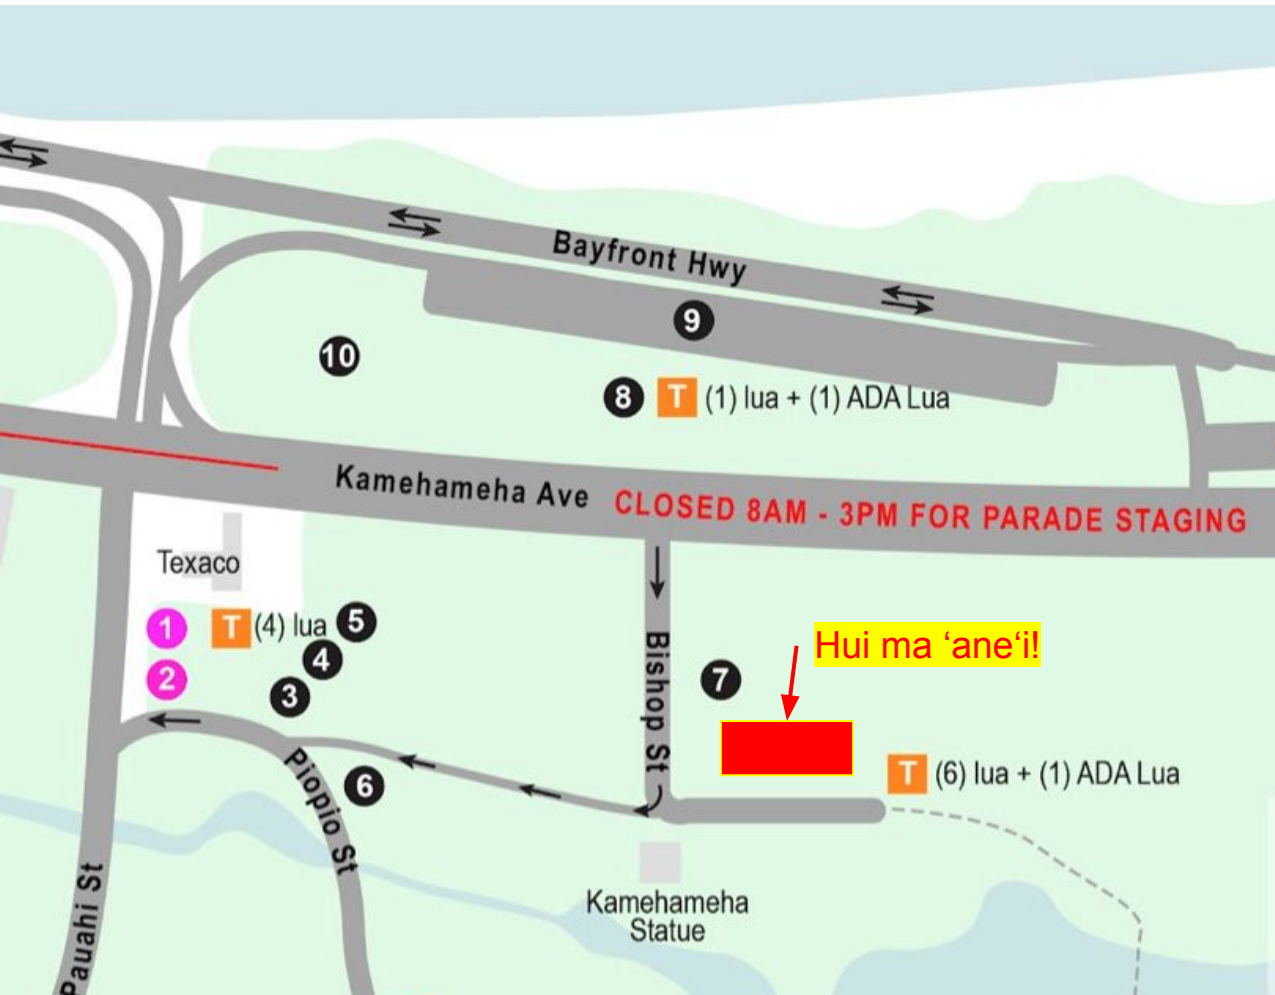 Bayfront Hwy
9
10
8 T (1) lua + (1) ADA Lua
Kamehameha Ave CLOSED 8AM - 3PM FOR PARADE STAGING
Texaco
1 T (4) lua 5
4
2
3
Bishop St
7
Hui ma ‘ane‘i!
T (6) lua + (1) ADA Lua
Piopio St
6
Pauahi St
Kamehameha
Statue